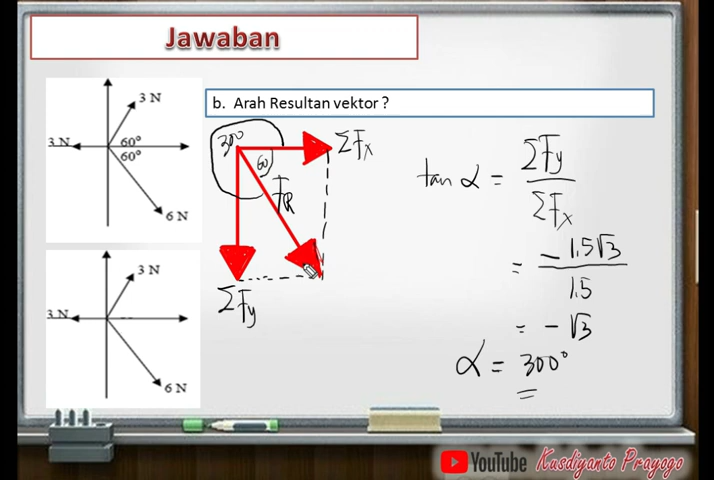 Jawaban
b. Arah Resultan vektor ?
3 N
3 N
60°
60°
6 N
3 N
3 N
6 N
300
60
ΣFx
FR
ΣFy
tan α = ΣFy / ΣFx
= -1.5√3 / 1.5
= -√3
α = 300°
YouTube Kusdiyanto Prayogo